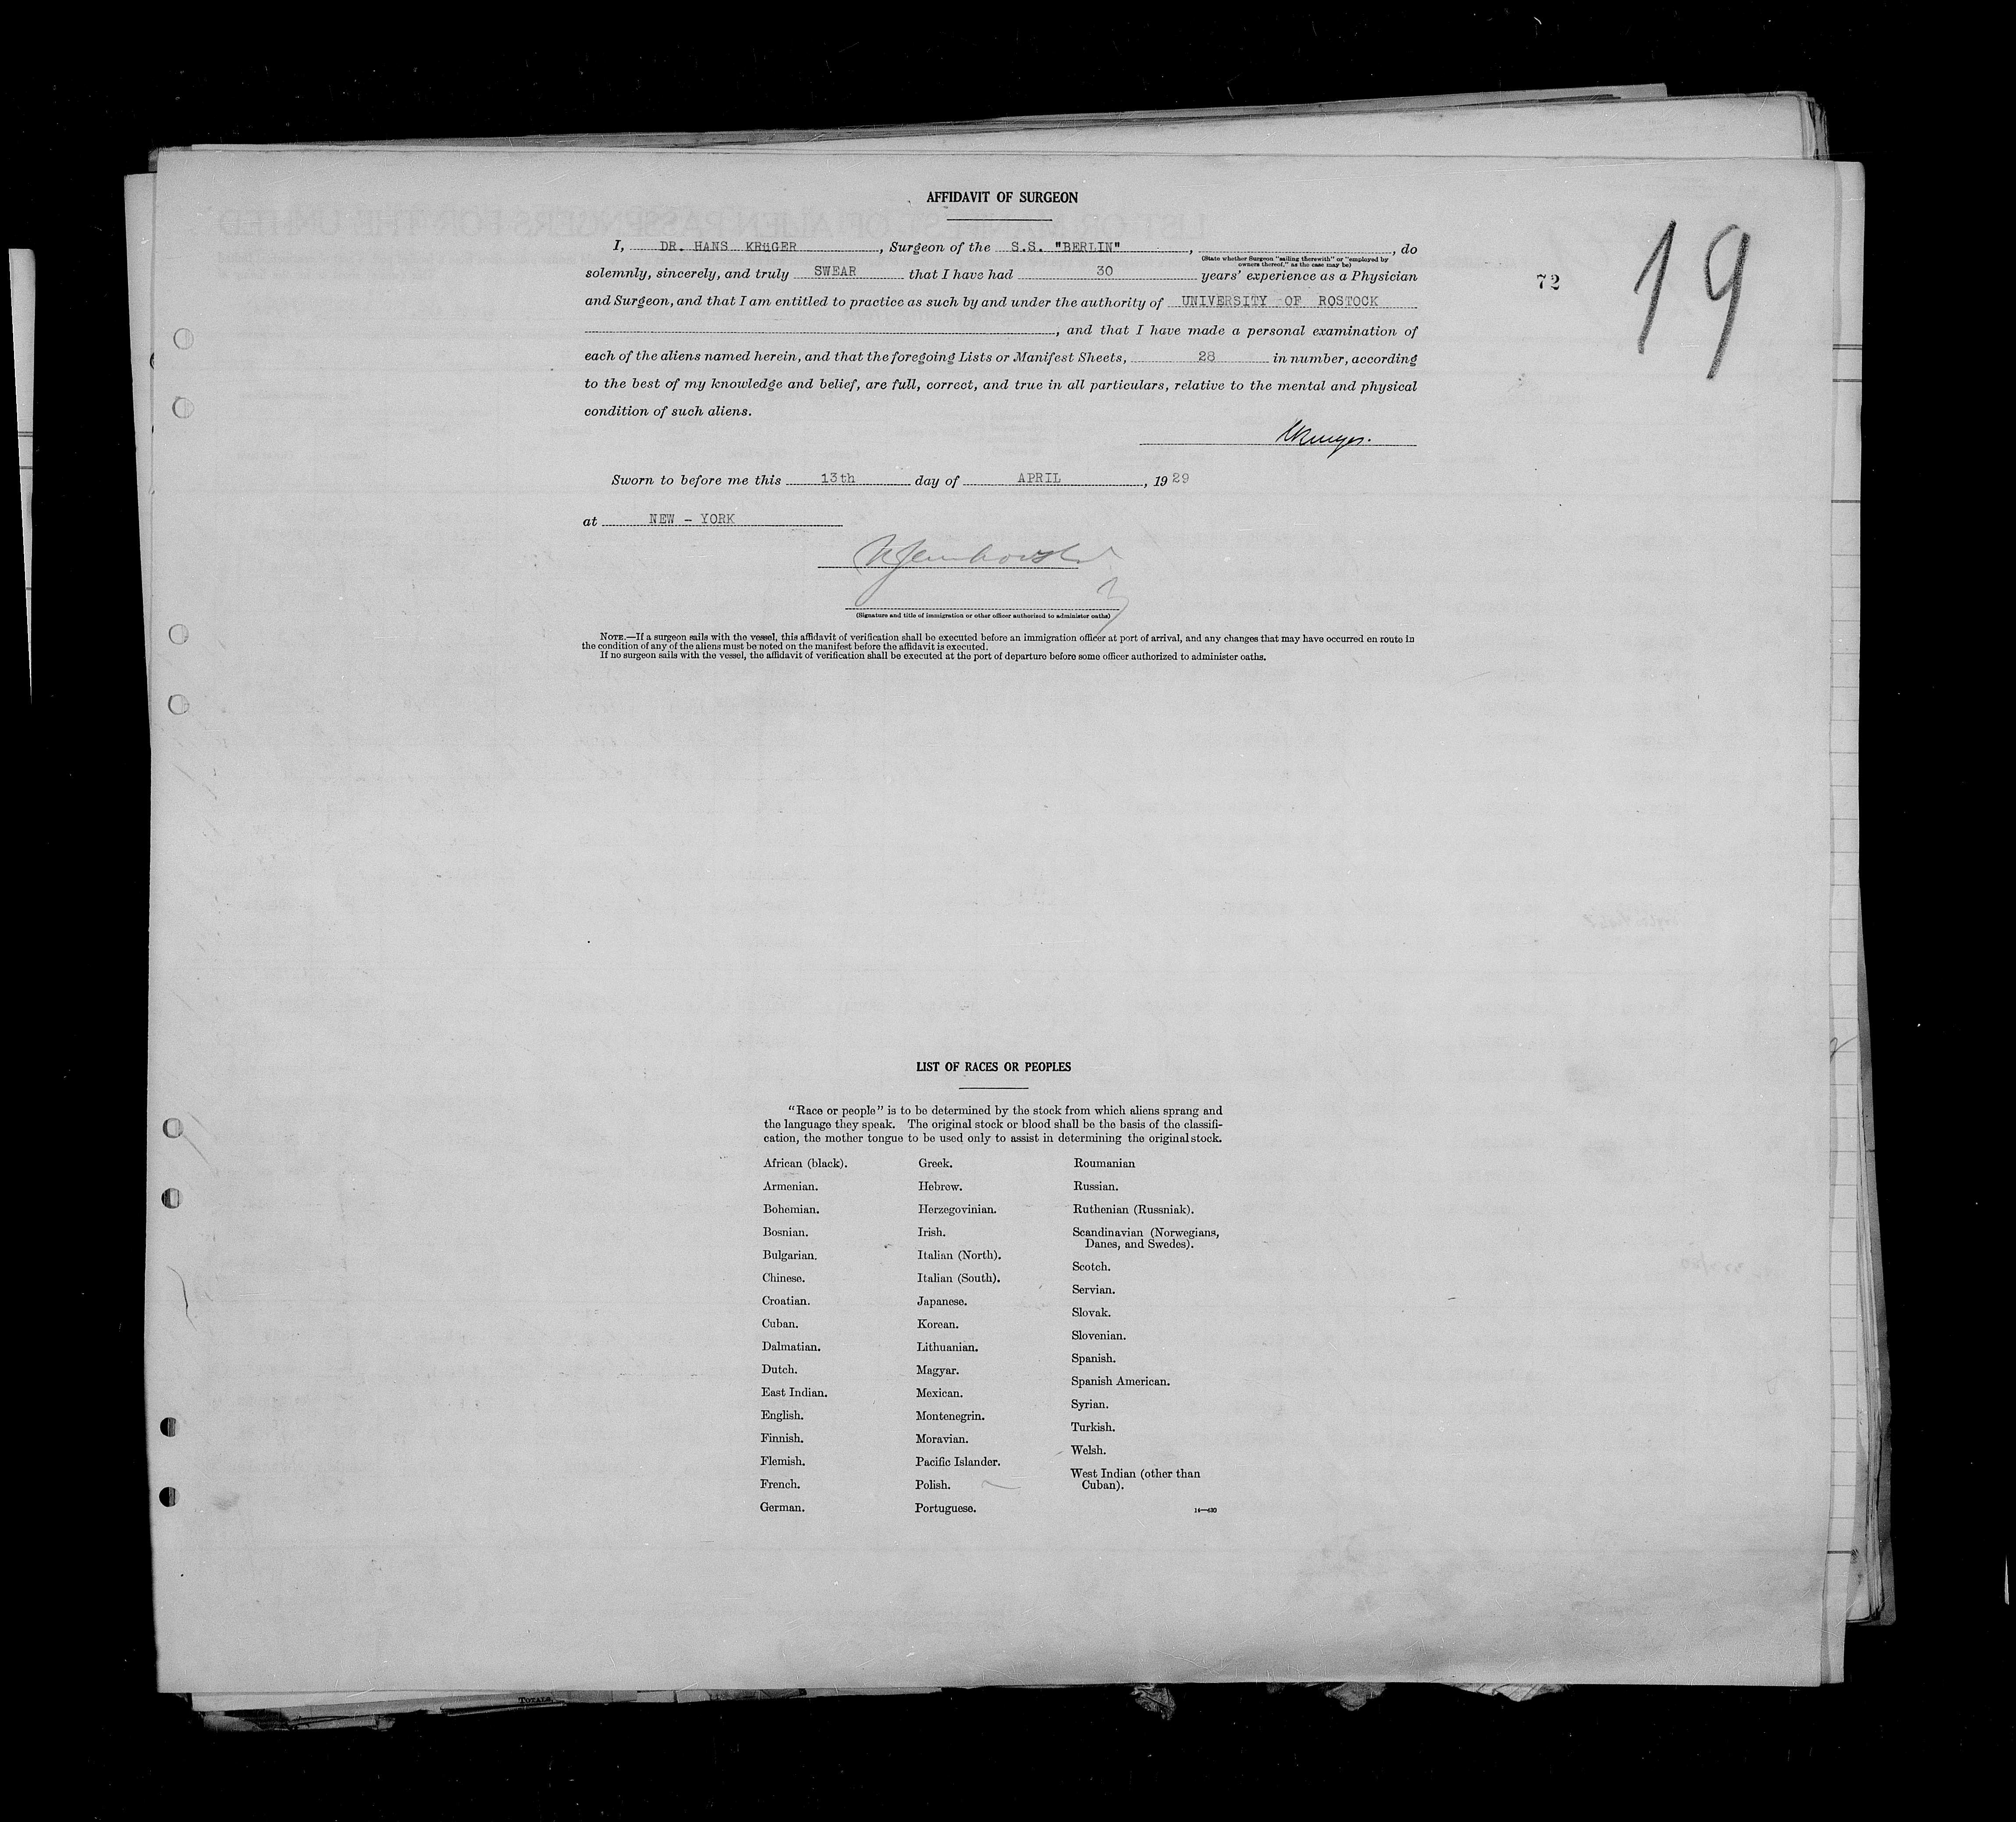 AFFIDAVIT OF SURGEON
I, DR. HANS KRüGER, Surgeon of the S.S. "BERLIN", , do
(State whether Surgeon "sailing therewith" or "employed by
owners thereof," as the case may be)
solemnly, sincerely, and truly SWEAR that I have had 30 years' experience as a Physician
and Surgeon, and that I am entitled to practice as such by and under the authority of UNIVERSITY OF ROSTOCK
, and that I have made a personal examination of
each of the aliens named herein, and that the foregoing Lists or Manifest Sheets, 28 in number, according
to the best of my knowledge and belief, are full, correct, and true in all particulars, relative to the mental and physical
condition of such aliens.
72
19
Sworn to before me this 13th day of APRIL, 1929
at NEW - YORK
(Signature and title of immigration or other officer authorized to administer oaths)
NOTE.—If a surgeon sails with the vessel, this affidavit of verification shall be executed before an immigration officer at port of arrival, and any changes that may have occurred en route in
the condition of any of the aliens must be noted on the manifest before the affidavit is executed.
If no surgeon sails with the vessel, the affidavit of verification shall be executed at the port of departure before some officer authorized to administer oaths.
LIST OF RACES OR PEOPLES
"Race or people" is to be determined by the stock from which aliens sprang and
the language they speak. The original stock or blood shall be the basis of the classifi-
cation, the mother tongue to be used only to assist in determining the original stock.
African (black).
Armenian.
Bohemian.
Bosnian.
Bulgarian.
Chinese.
Croatian.
Cuban.
Dalmatian.
Dutch.
East Indian.
English.
Finnish.
Flemish.
French.
German.
Greek.
Hebrew.
Herzegovinian.
Irish.
Italian (North).
Italian (South).
Japanese.
Korean.
Lithuanian.
Magyar.
Mexican.
Montenegrin.
Moravian.
Pacific Islander.
Polish.
Portuguese.
Roumanian
Russian.
Ruthenian (Russniak).
Scandinavian (Norwegians,
Danes, and Swedes).
Scotch.
Servian.
Slovak.
Slovenian.
Spanish.
Spanish American.
Syrian.
Turkish.
Welsh.
West Indian (other than
Cuban).
14—430
TOTALS